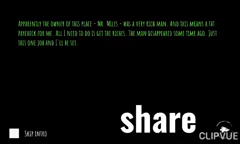 Apparently the owner of this place - Mr. Miles - was a very rich man. And this means a fat
paycheck for me. All I need to do is get the riches. The man disappeared some time ago. Just
this one job and I'll be set.
share
Skip Intro
CLIPVUE